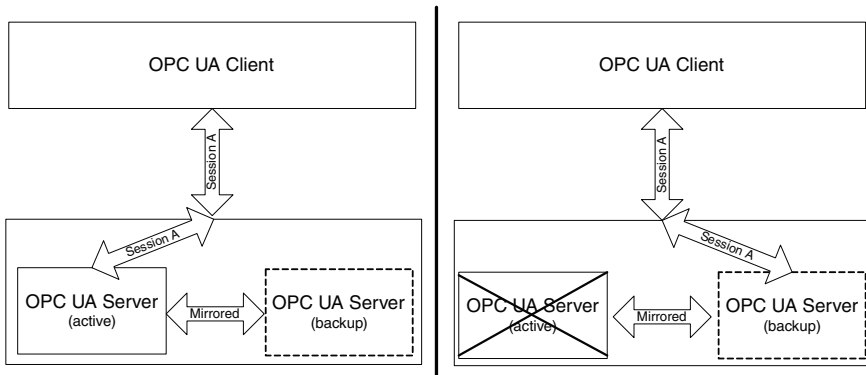 OPC UA Client
Session A
Session A
OPC UA Server
(active)
Mirrored
OPC UA Server
(backup)
OPC UA Client
Session A
Session A
OPC UA Server
(active)
Mirrored
OPC UA Server
(backup)